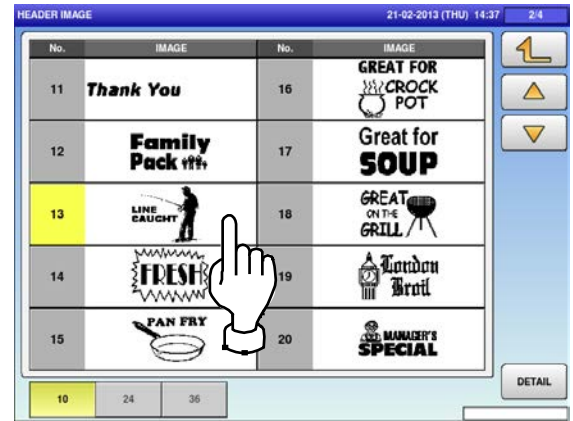 HEADER IMAGE
21-02-2013 (THU) 14:37 2/4
No. IMAGE No. IMAGE
11 Thank You
16 GREAT FOR
CROCK
POT
12 Family
Pack
17 Great for
SOUP
13 LINE
CAUGHT
18 GREAT
ON THE
GRILL
14 FRESH
19 London
Broil
15 PAN FRY
20 MANAGER'S
SPECIAL
10 24 36
DETAIL